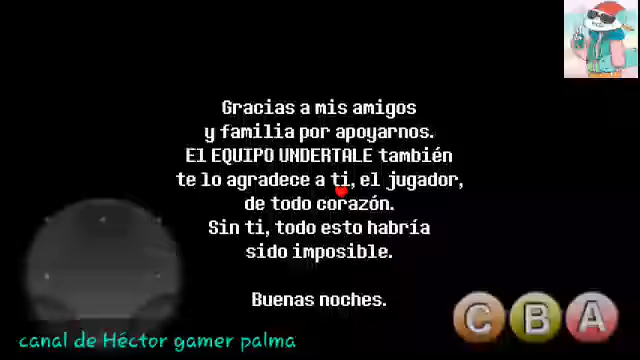 Gracias a mis amigos
y familia por apoyarnos.
El EQUIPO UNDERTALE también
te lo agradece a ti, el jugador,
de todo corazón.
Sin ti, todo esto habría
sido imposible.
Buenas noches.
C B A
canal de Héctor gamer palma